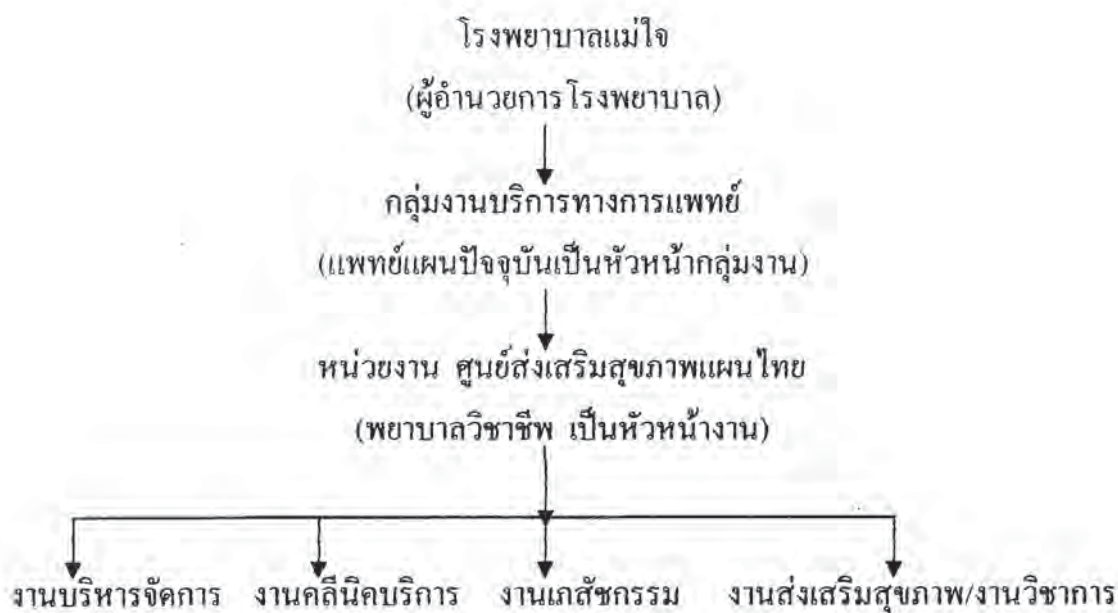 โรงพยาบาลแม่ใจ
(ผู้อำนวยการโรงพยาบาล)
กลุ่มงานบริการทางการแพทย์
(แพทย์แผนปัจจุบันเป็นหัวหน้ากลุ่มงาน)
หน่วยงาน ศูนย์ส่งเสริมสุขภาพแผนไทย
(พยาบาลวิชาชีพ เป็นหัวหน้างาน)
งานบริหารจัดการ งานคลีนิคบริการ งานเภสัชกรรม งานส่งเสริมสุขภาพ/งานวิชาการ